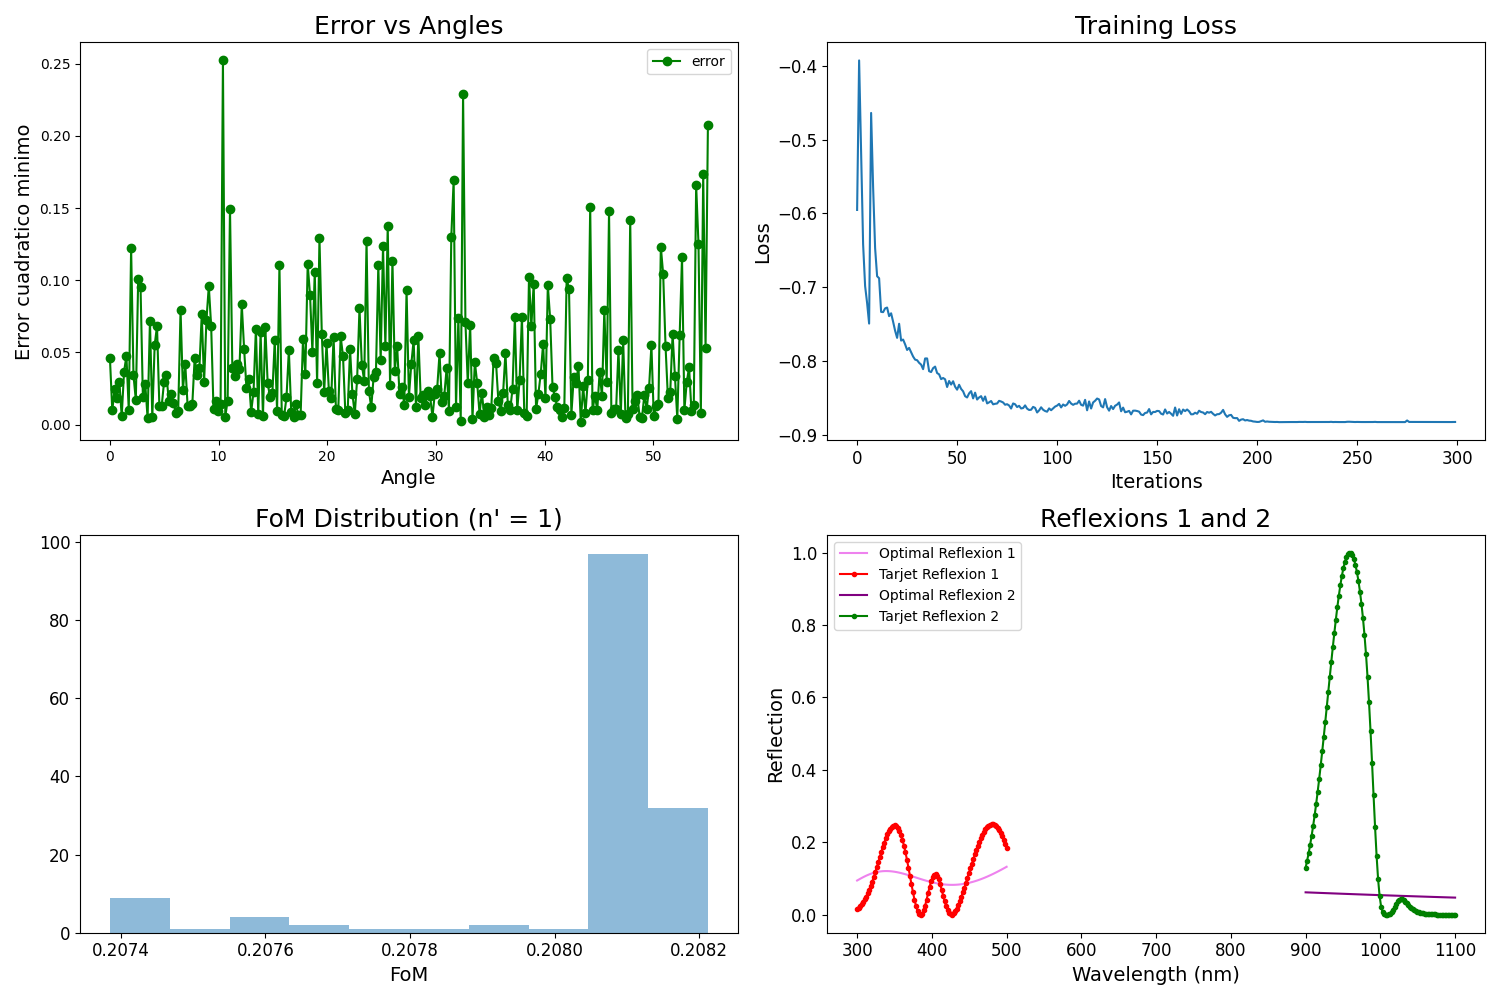 Error vs Angles
error
Error cuadratico minimo
0.25
0.20
0.15
0.10
0.05
0.00
0 10 20 30 40 50
Angle
Training Loss
Loss
−0.4
−0.5
−0.6
−0.7
−0.8
−0.9
0 50 100 150 200 250 300
Iterations
FoM Distribution (n' = 1)
100
80
60
40
20
0
0.2074 0.2076 0.2078 0.2080 0.2082
FoM
Reflexions 1 and 2
Optimal Reflexion 1
Tarjet Reflexion 1
Optimal Reflexion 2
Tarjet Reflexion 2
Reflection
1.0
0.8
0.6
0.4
0.2
0.0
300 400 500 600 700 800 900 1000 1100
Wavelength (nm)